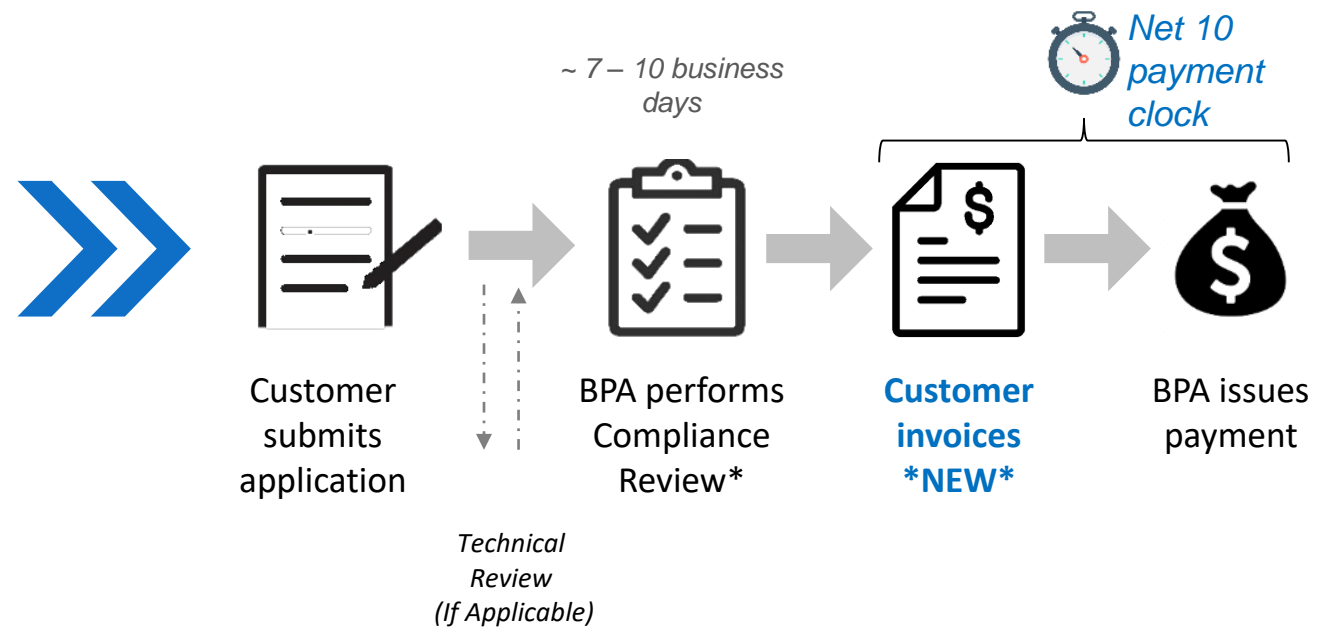 Net 10
payment
clock
~ 7 – 10 business
days
$
$
Customer
submits
application
BPA performs
Compliance
Review*
Customer
invoices
*NEW*
BPA issues
payment
Technical
Review
(If Applicable)